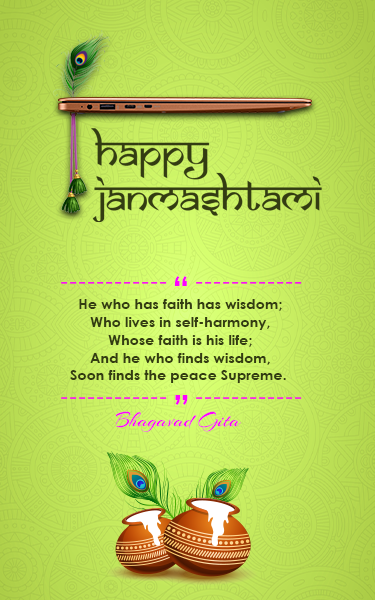 happy
janmashtami
“
He who has faith has wisdom;
Who lives in self-harmony,
Whose faith is his life;
And he who finds wisdom,
Soon finds the peace Supreme.
”
Bhagavad Gita